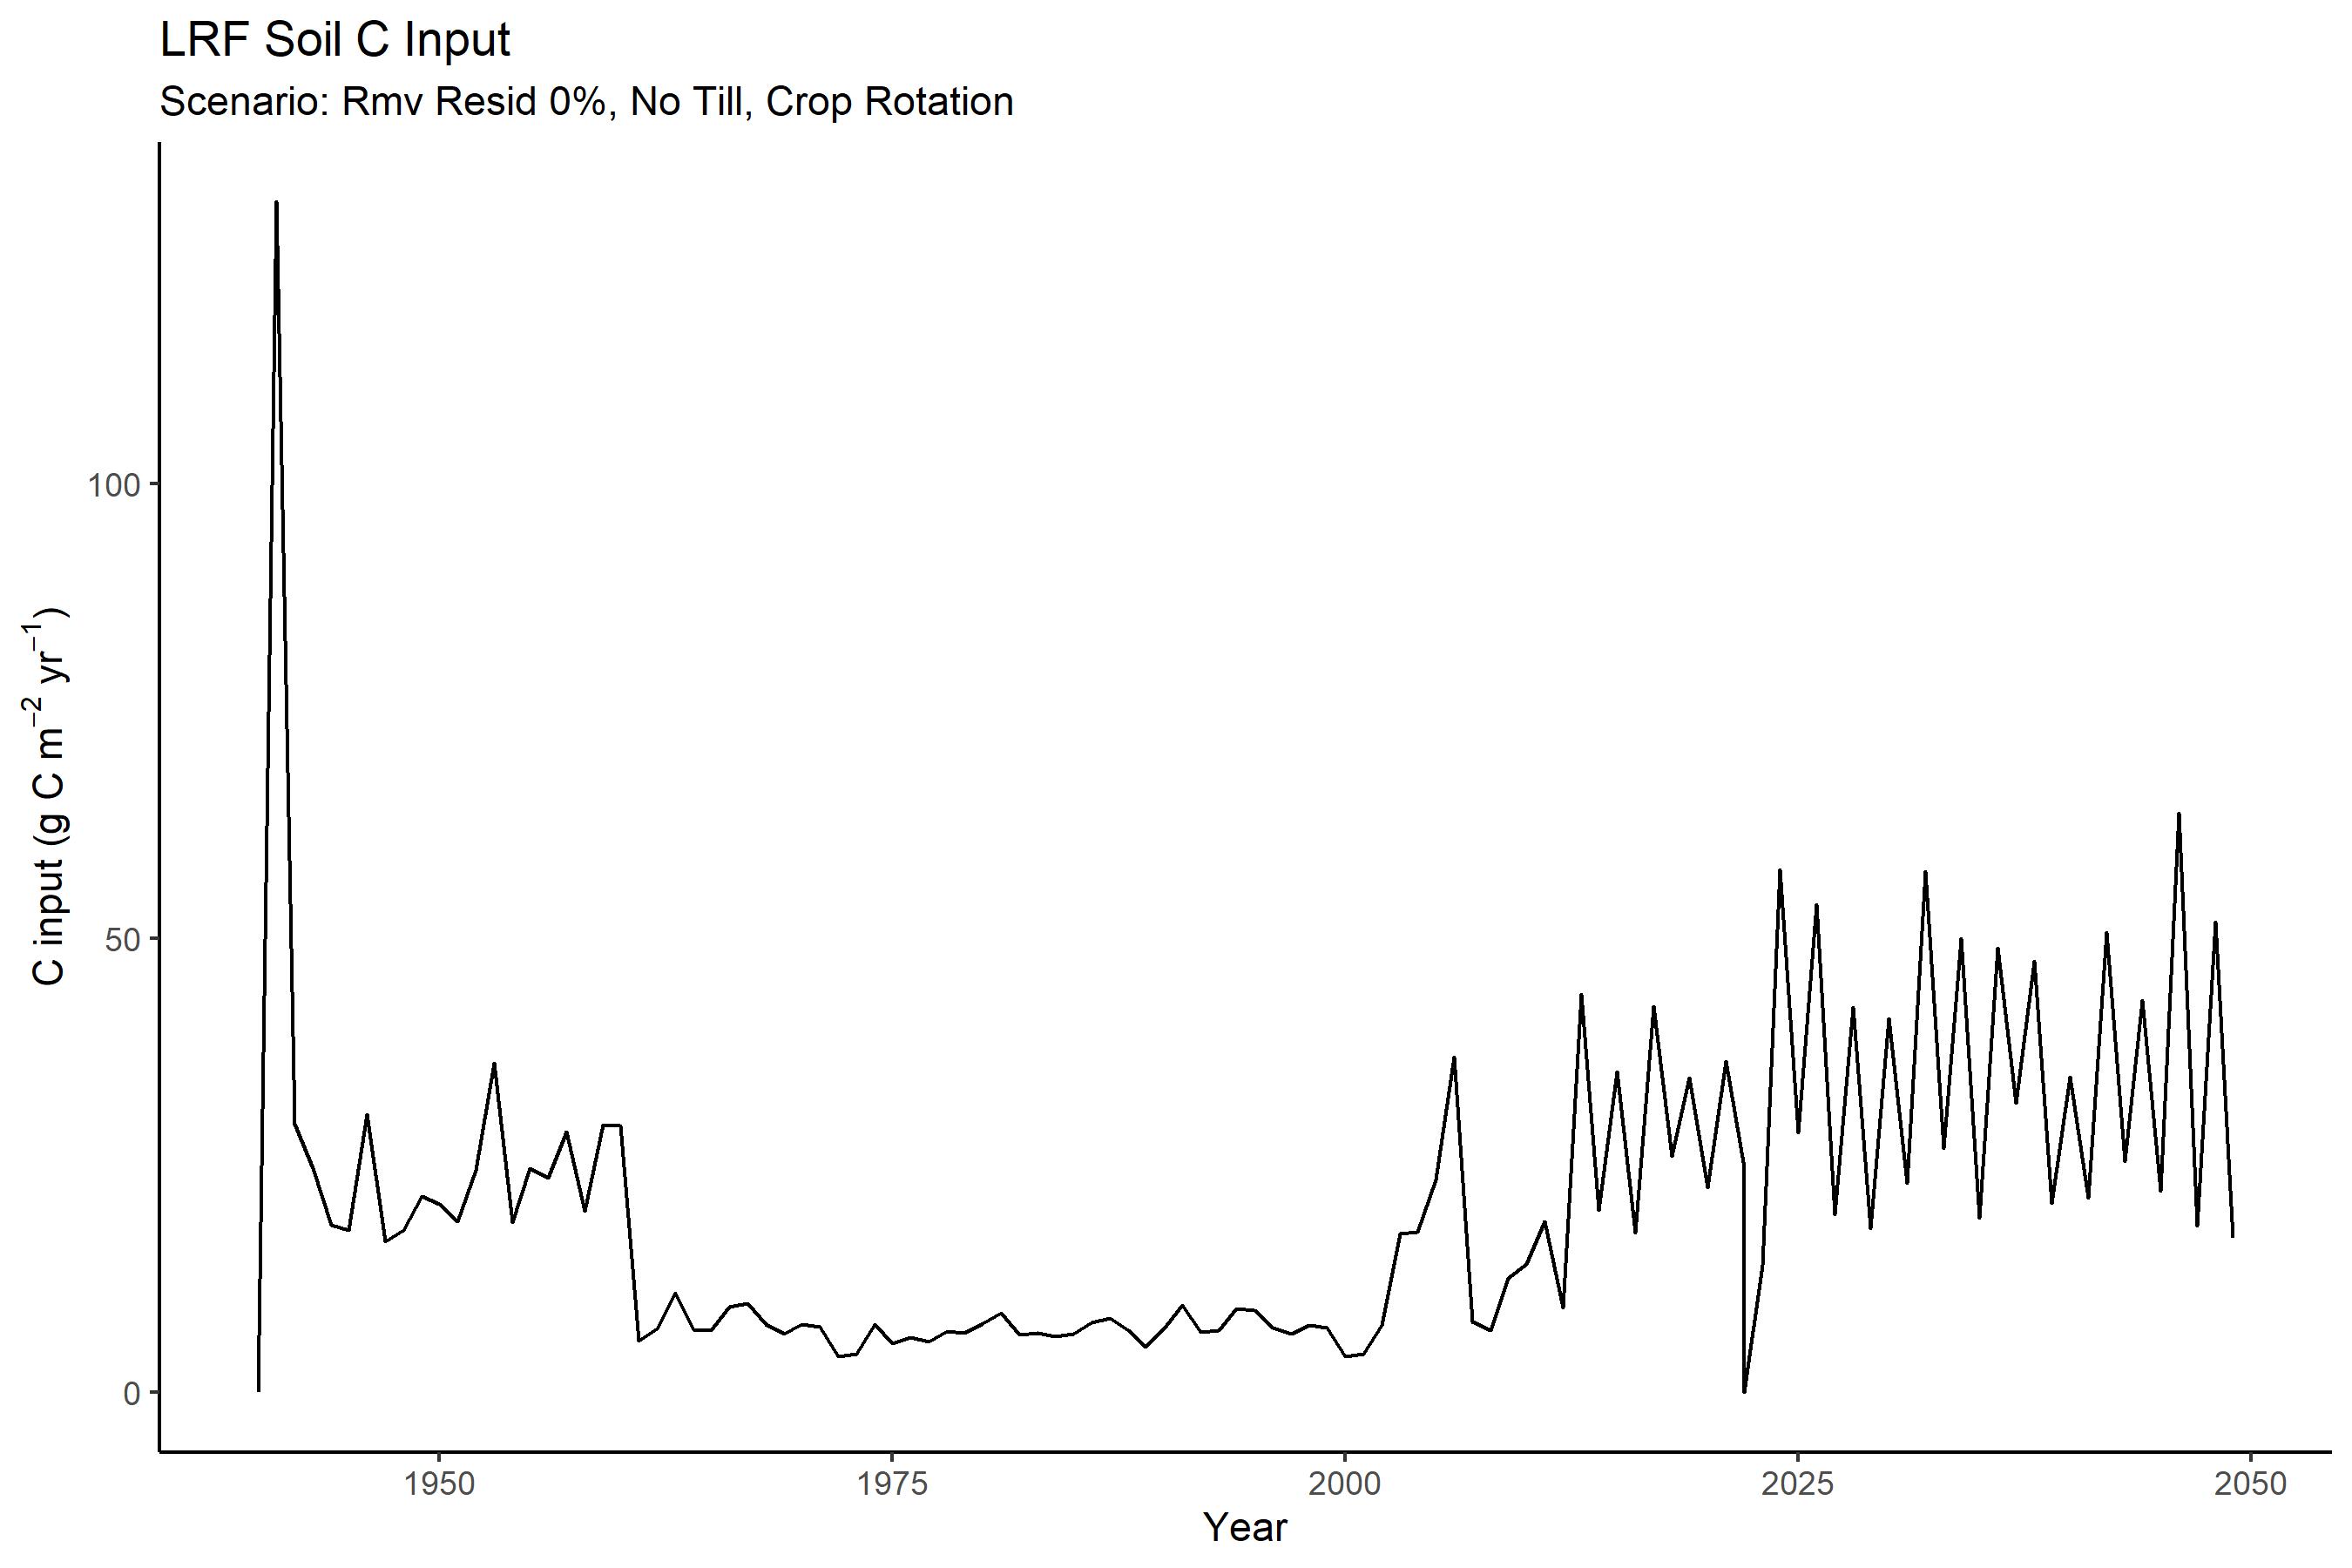 LRF Soil C Input
Scenario: Rmv Resid 0%, No Till, Crop Rotation
C input (g C m⁻² yr⁻¹)
100
50
0
1950 1975 2000 2025 2050
Year